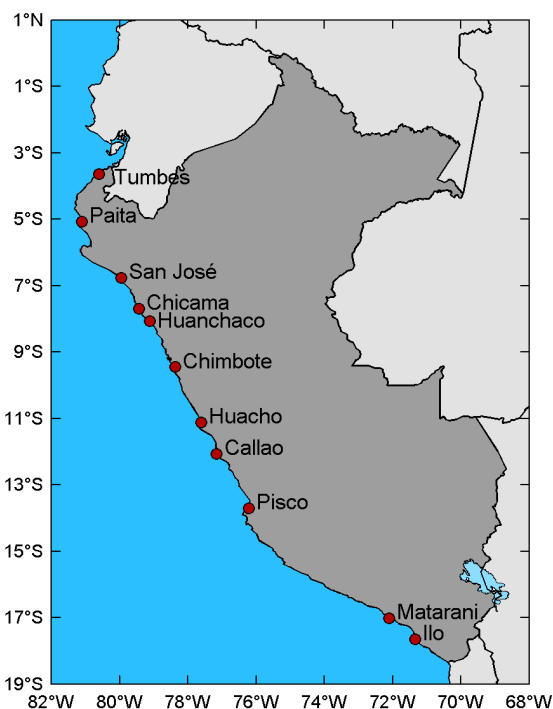 1°N
1°S
3°S
Tumbes
5°S
Paita
7°S
San José
Chicama
Huanchaco
9°S
Chimbote
11°S
Huacho
Callao
13°S
Pisco
15°S
17°S
Matarani
Ilo
19°S
82°W 80°W 78°W 76°W 74°W 72°W 70°W 68°W